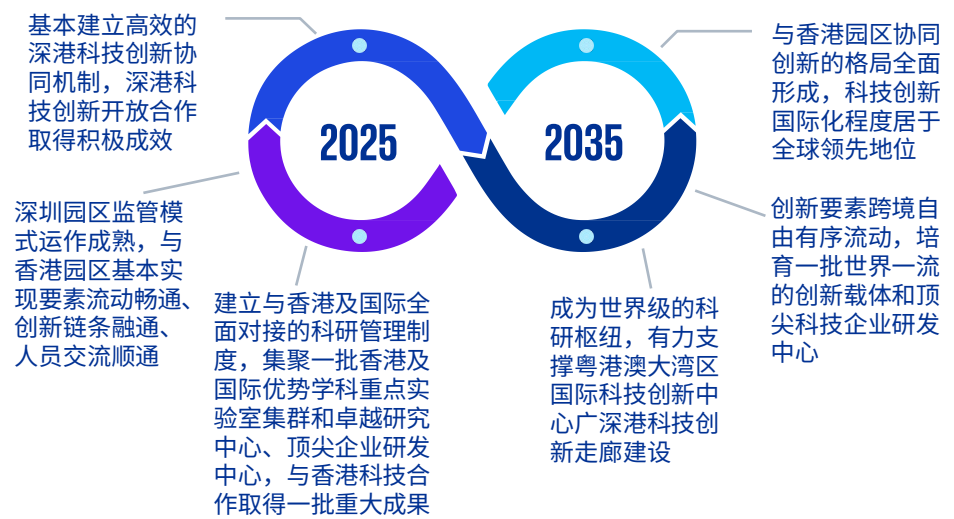 基本建立高效的
深港科技创新协
同机制，深港科
技创新开放合作
取得积极成效
深圳园区监管模
式运作成熟，与
香港园区基本实
现要素流动畅通、
创新链条融通、
人员交流顺通
建立与香港及国际全
面对接的科研管理制
度，集聚一批香港及
国际优势学科重点实
验室集群和卓越研究
中心、顶尖企业研发
中心，与香港科技合
作取得一批重大成果
2025
2035
与香港园区协同
创新的格局全面
形成，科技创新
国际化程度居于
全球领先地位
创新要素跨境自
由有序流动，培
育一批世界一流
的创新载体和顶
尖科技企业研发
中心
成为世界级的科
研枢纽，有力支
撑粤港澳大湾区
国际科技创新中
心广深港科技创
新走廊建设